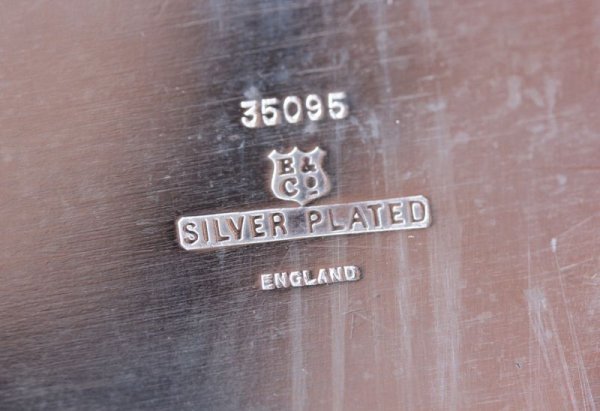 35095
B &
Co
SILVER PLATED
ENGLAND